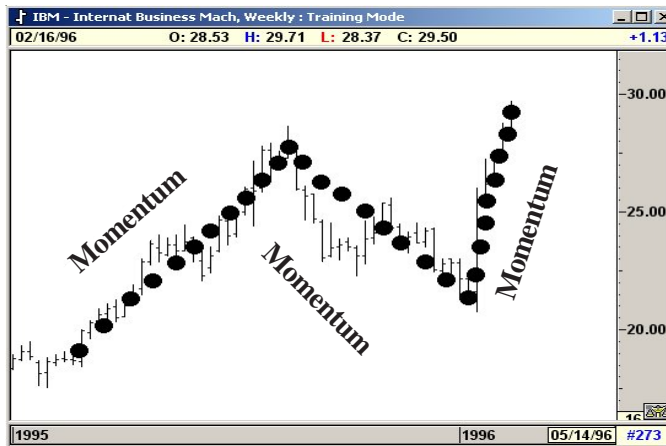 IBM - Internat Business Mach, Weekly : Training Mode
02/16/96 O: 28.53 H: 29.71 L: 28.37 C: 29.50 +1.13
30.00
Momentum
Momentum
Momentum
25.00
20.00
16
1995 1996 05/14/96 #273